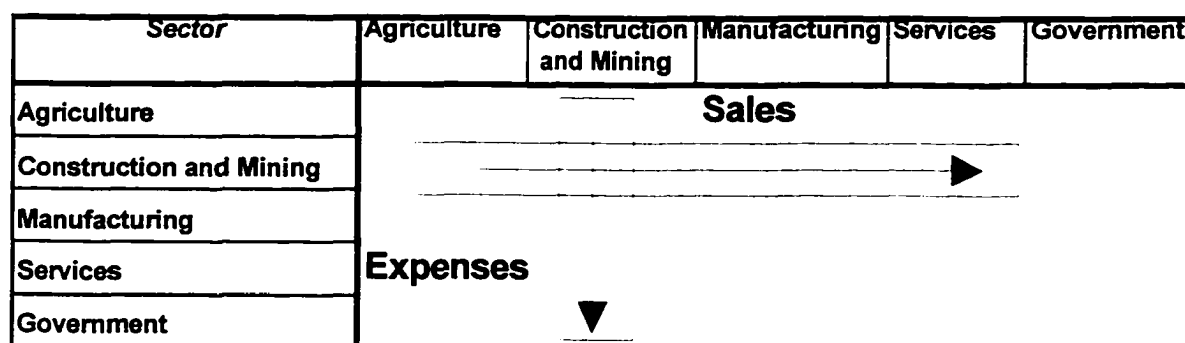 Sector Agriculture Construction Manufacturing Services Government
and Mining
Agriculture Sales
Construction and Mining
Manufacturing
Services Expenses
Government